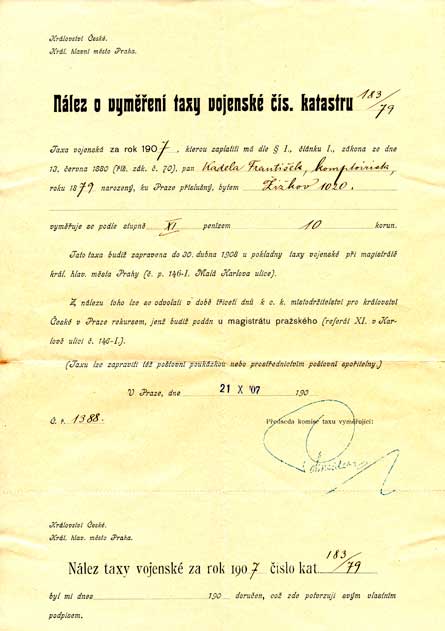 Království České.
Král. hlavní město Praha.
Nález o vyměření taxy vojenské čís. katastru 183/79
Taxa vojenská za rok 1907, kterou zaplatiti má dle § 1., článku I., zákona ze dne
13. června 1880 (říš. zák. č. 70). pan Kadela František, komptoirista,
roku 1879 narozený, ku Praze příslušný, bytem Žižkov 1020.
vyměřuje se podle stupně XI penízem 10 korun.
Tato taxa budiž zapravena do 30. dubna 1908 u pokladny taxy vojenské při magistrátě
král. hlav. města Prahy (č. p. 146-I. Malá Karlova ulice).
Z nálezu toho lze se odvolati v době třiceti dnů k c. k. místodržitelství pro království
České v Praze rekursem, jenž budiž podán u magistrátu pražského (referát XI. v Kar-
lově ulici č. 146-I.).
(Taxu lze zapraviti též poštovní poukázkou nebo prostřednictvím poštovní spořitelny.)
V Praze, dne 21 X '07 190
Č. ř. 1388.
Předseda komise taxu vyměřující:
Království České.
Král. hlav. město Praha.
Nález taxy vojenské za rok 1907 číslo kat. 183/79
byl mi dnes 190 doručen, což zde potvrzuji svým vlastním
podpisem.